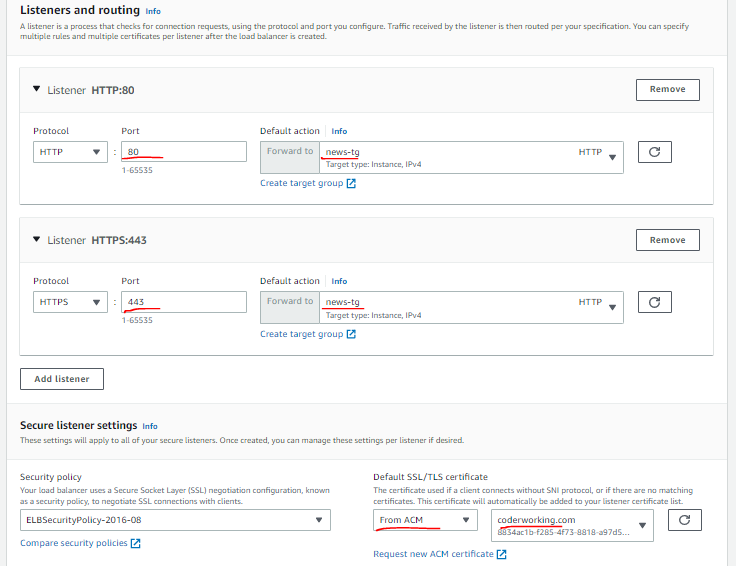 Listeners and routing Info
A listener is a process that checks for connection requests, using the protocol and port you configure. Traffic received by the listener is then routed per your specification. You can specify
multiple rules and multiple certificates per listener after the load balancer is created.
Listener HTTP:80
Remove
Protocol Port Default action Info
HTTP : 80 Forward to news-tg HTTP
Target type: Instance, IPv4
1-65535
Create target group
Listener HTTPS:443
Remove
Protocol Port Default action Info
HTTPS : 443 Forward to news-tg HTTP
Target type: Instance, IPv4
1-65535
Create target group
Add listener
Secure listener settings Info
These settings will apply to all of your secure listeners. Once created, you can manage these settings per listener if desired.
Security policy
Your load balancer uses a Secure Socket Layer (SSL) negotiation configuration, known
as a security policy, to negotiate SSL connections with clients.
ELBSecurityPolicy-2016-08
Compare security policies
Default SSL/TLS certificate
The certificate used if a client connects without SNI protocol, or if there are no matching
certificates. This certificate will automatically be added to your listener certificate list.
From ACM
coderworking.com
8834ac1b-f285-4f73-8818-a97d5...
Request new ACM certificate